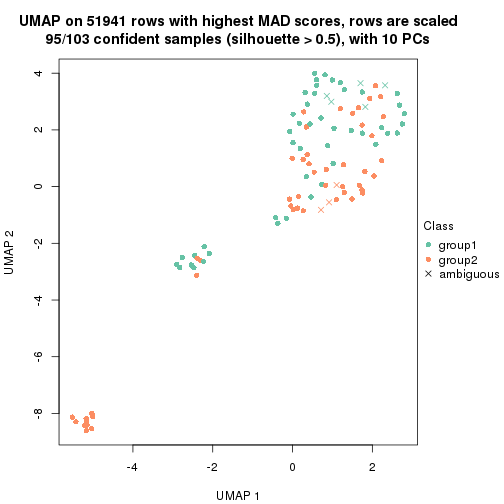 UMAP on 51941 rows with highest MAD scores, rows are scaled
95/103 confident samples (silhouette > 0.5), with 10 PCs
4
2
0
-2
-4
-6
-8
UMAP 2
-4
-2
0
2
UMAP 1
Class
group1
group2
ambiguous